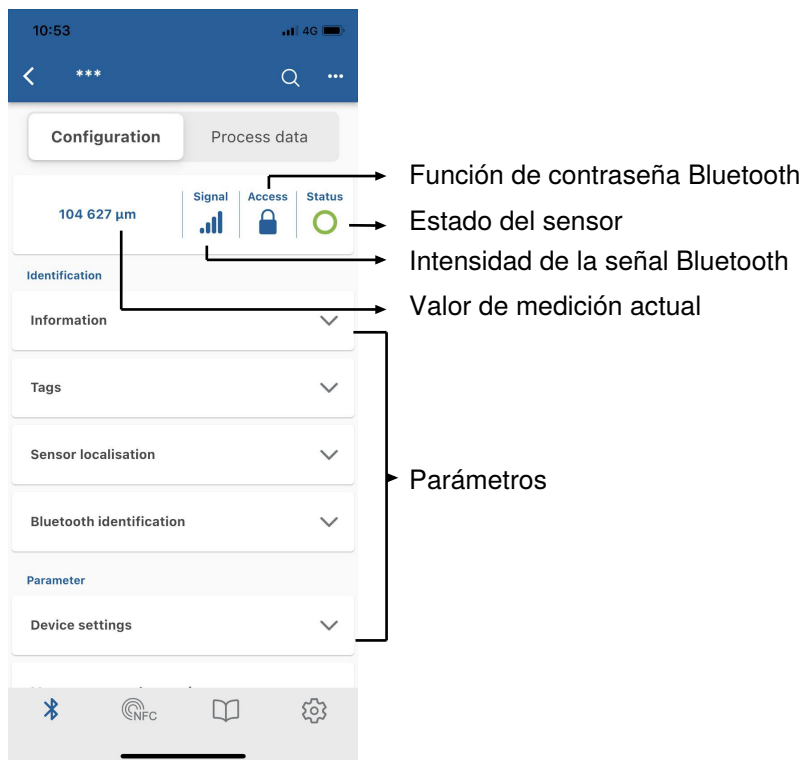 10:53
4G
***
Configuration
Process data
Función de contraseña Bluetooth
Signal
Access
Status
104 627 µm
Estado del sensor
Intensidad de la señal Bluetooth
Identification
Valor de medición actual
Information
Tags
Sensor localisation
Parámetros
Bluetooth identification
Parameter
Device settings
NFC